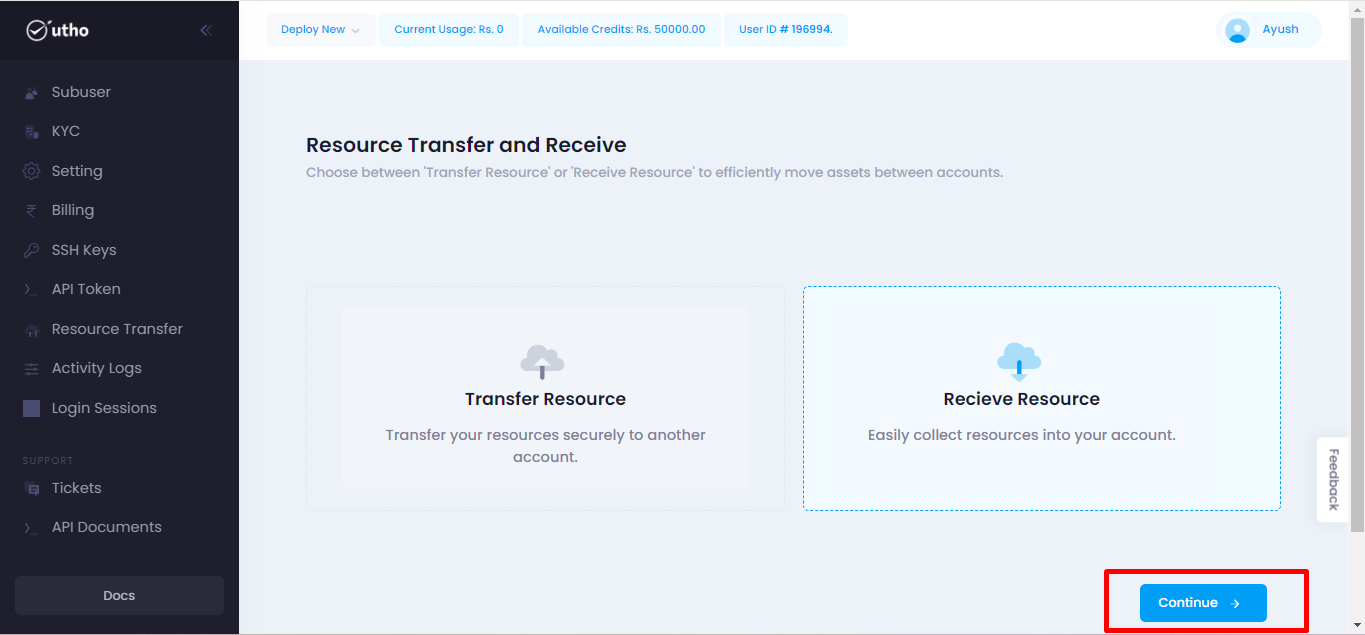 utho
Deploy New
Current Usage: Rs. 0
Available Credits: Rs. 50000.00
User ID # 196994.
Ayush
Subuser
KYC
Setting
Billing
SSH Keys
API Token
Resource Transfer
Activity Logs
Login Sessions
SUPPORT
Tickets
API Documents
Docs
Resource Transfer and Receive
Choose between 'Transfer Resource' or 'Receive Resource' to efficiently move assets between accounts.
Transfer Resource
Transfer your resources securely to another
account.
Recieve Resource
Easily collect resources into your account.
Feedback
Continue